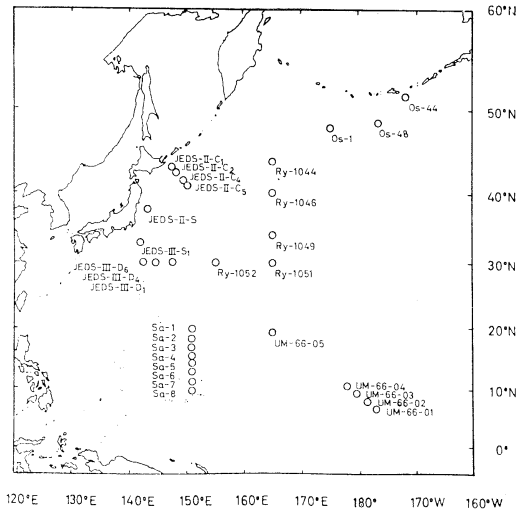 60°N
Os-44
50°N
Os-1
Os-48
JEDS-II-C1
JEDS-II-C2
JEDS-II-C4
JEDS-II-C5
Ry-1044
Ry-1046
40°N
JEDS-II-S
Ry-1049
JEDS-III-S1
JEDS-III-D6
JEDS-III-D4
JEDS-III-D1
Ry-1052
Ry-1051
30°N
Sa-1
Sa-2
Sa-3
Sa-4
Sa-5
Sa-6
Sa-7
Sa-8
UM-66-05
20°N
UM-66-04
UM-66-03
UM-66-02
UM-66-01
10°N
0°
120°E 130°E 140°E 150°E 160°E 170°E 180° 170°W 160°W